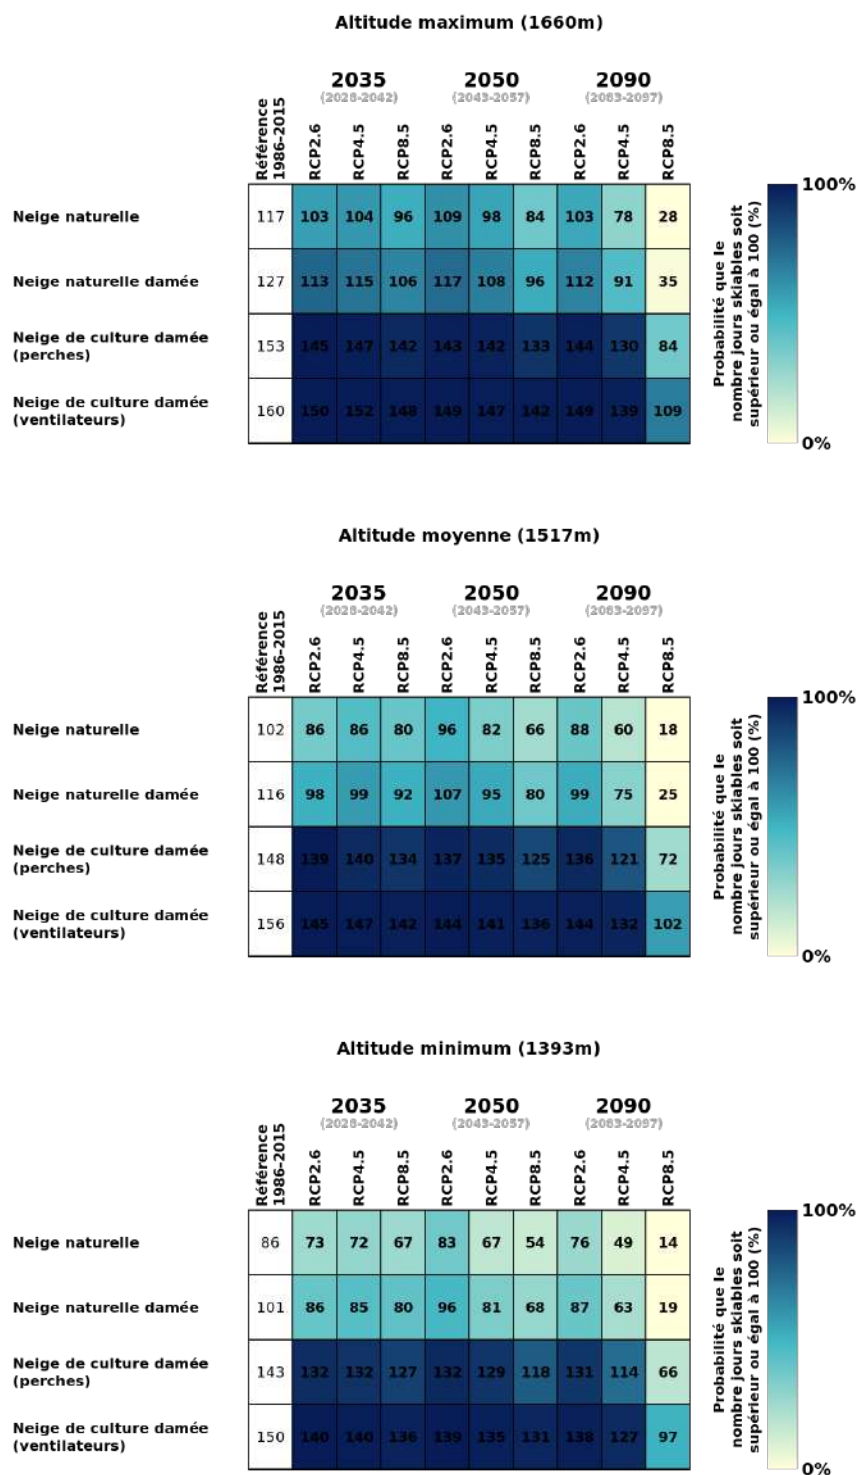 Altitude maximum (1660m)
2035 2050 2090
(2028-2042) (2043-2057) (2083-2097)
Référence
1986-2015
RCP2.6 RCP4.5 RCP8.5 RCP2.6 RCP4.5 RCP8.5 RCP2.6 RCP4.5 RCP8.5
Neige naturelle 117 103 104 96 109 98 84 103 78 28
Neige naturelle damée 127 113 115 106 117 108 96 112 91 35
Neige de culture damée
(perches) 153 145 147 142 143 142 133 144 130 84
Neige de culture damée
(ventilateurs) 160 150 152 148 149 147 142 149 139 109
Probabilité que le
nombre jours skiables soit
supérieur ou égal à 100 (%)
100%
0%
Altitude moyenne (1517m)
2035 2050 2090
(2028-2042) (2043-2057) (2083-2097)
Référence
1986-2015
RCP2.6 RCP4.5 RCP8.5 RCP2.6 RCP4.5 RCP8.5 RCP2.6 RCP4.5 RCP8.5
Neige naturelle 102 86 86 80 96 82 66 88 60 18
Neige naturelle damée 116 98 99 92 107 95 80 99 75 25
Neige de culture damée
(perches) 148 139 140 134 137 135 125 136 121 72
Neige de culture damée
(ventilateurs) 156 145 147 142 144 141 136 144 132 102
Probabilité que le
nombre jours skiables soit
supérieur ou égal à 100 (%)
100%
0%
Altitude minimum (1393m)
2035 2050 2090
(2028-2042) (2043-2057) (2083-2097)
Référence
1986-2015
RCP2.6 RCP4.5 RCP8.5 RCP2.6 RCP4.5 RCP8.5 RCP2.6 RCP4.5 RCP8.5
Neige naturelle 86 73 72 67 83 67 54 76 49 14
Neige naturelle damée 101 86 85 80 96 81 68 87 63 19
Neige de culture damée
(perches) 143 132 132 127 132 129 118 131 114 66
Neige de culture damée
(ventilateurs) 150 140 140 136 139 135 131 138 127 97
Probabilité que le
nombre jours skiables soit
supérieur ou égal à 100 (%)
100%
0%